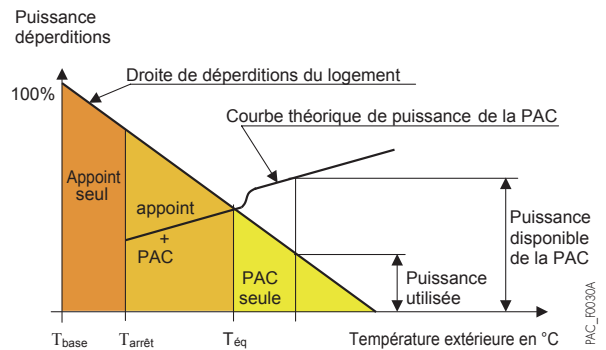 Puissance
déperditions
Droite de déperditions du logement
100%
Courbe théorique de puissance de la PAC
Appoint
seul
appoint
+
PAC
PAC
seule
Puissance
utilisée
Puissance
disponible
de la PAC
Tbase
Tarrêt
Téq
Température extérieure en °C
PAC_F0030A